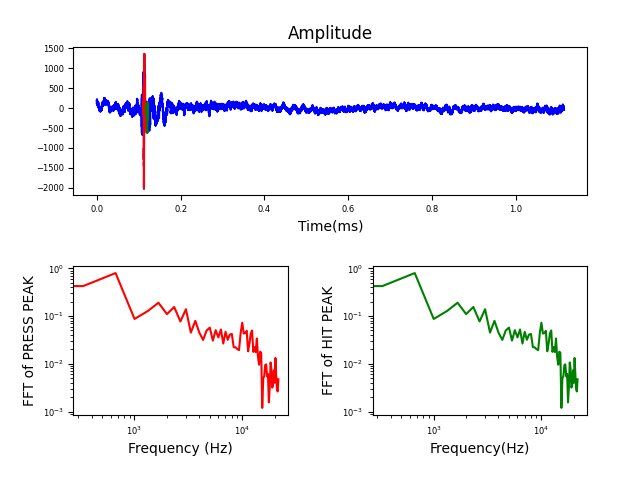 Amplitude
1500
1000
500
0
−500
−1000
−1500
−2000
0.0 0.2 0.4 0.6 0.8 1.0
Time(ms)
FFT of PRESS PEAK
10⁰
10⁻¹
10⁻²
10⁻³
10³ 10⁴
Frequency (Hz)
FFT of HIT PEAK
10⁰
10⁻¹
10⁻²
10⁻³
10³ 10⁴
Frequency(Hz)